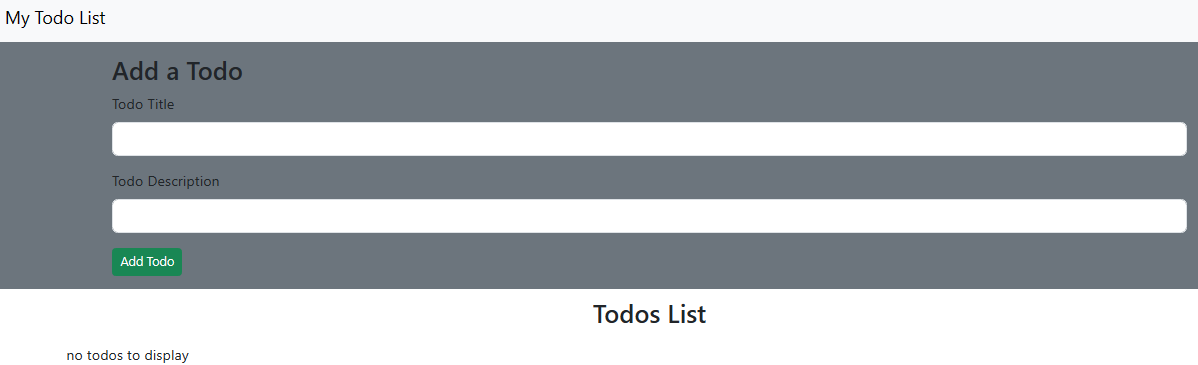 My Todo List
Add a Todo
Todo Title
Todo Description
Add Todo
Todos List
no todos to display